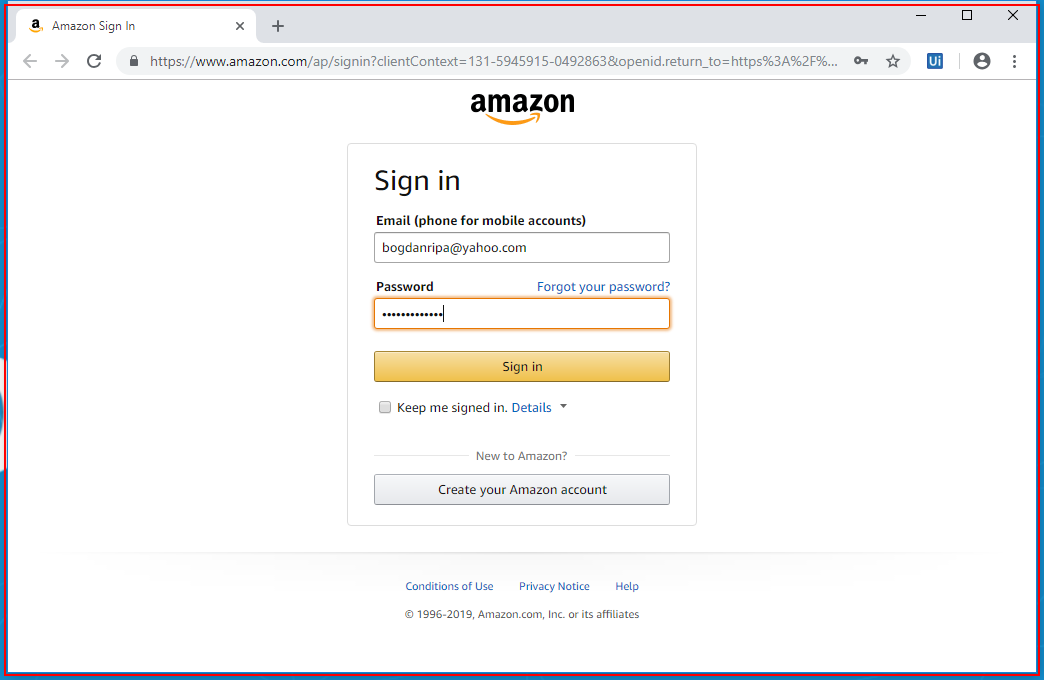 Amazon Sign In
https://www.amazon.com/ap/signin?clientContext=131-5945915-0492863&openid.return_to=https%3A%2F%...
Ui
amazon
Sign in
Email (phone for mobile accounts)
bogdanripa@yahoo.com
Password Forgot your password?
•••••••••••••
Sign in
Keep me signed in. Details
New to Amazon?
Create your Amazon account
Conditions of Use Privacy Notice Help
© 1996-2019, Amazon.com, Inc. or its affiliates